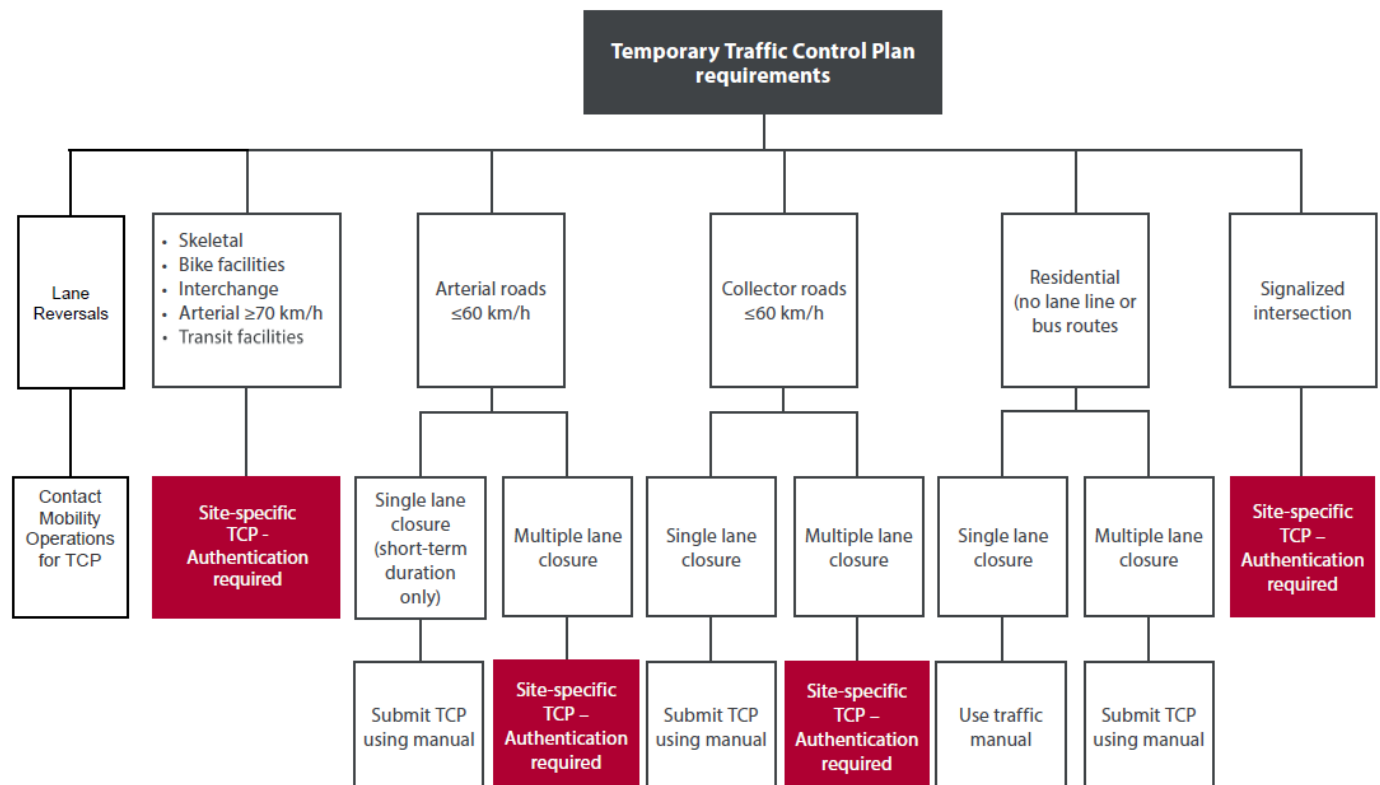 Temporary Traffic Control Plan
requirements
Lane
Reversals
• Skeletal
• Bike facilities
• Interchange
• Arterial ≥70 km/h
• Transit facilities
Arterial roads
≤60 km/h
Collector roads
≤60 km/h
Residential
(no lane line or
bus routes
Signalized
intersection
Contact
Mobility
Operations
for TCP
Site-specific
TCP -
Authentication
required
Single lane
closure
(short-term
duration
only)
Multiple lane
closure
Single lane
closure
Multiple lane
closure
Single lane
closure
Multiple lane
closure
Site-specific
TCP –
Authentication
required
Submit TCP
using manual
Site-specific
TCP –
Authentication
required
Submit TCP
using manual
Site-specific
TCP –
Authentication
required
Use traffic
manual
Submit TCP
using manual